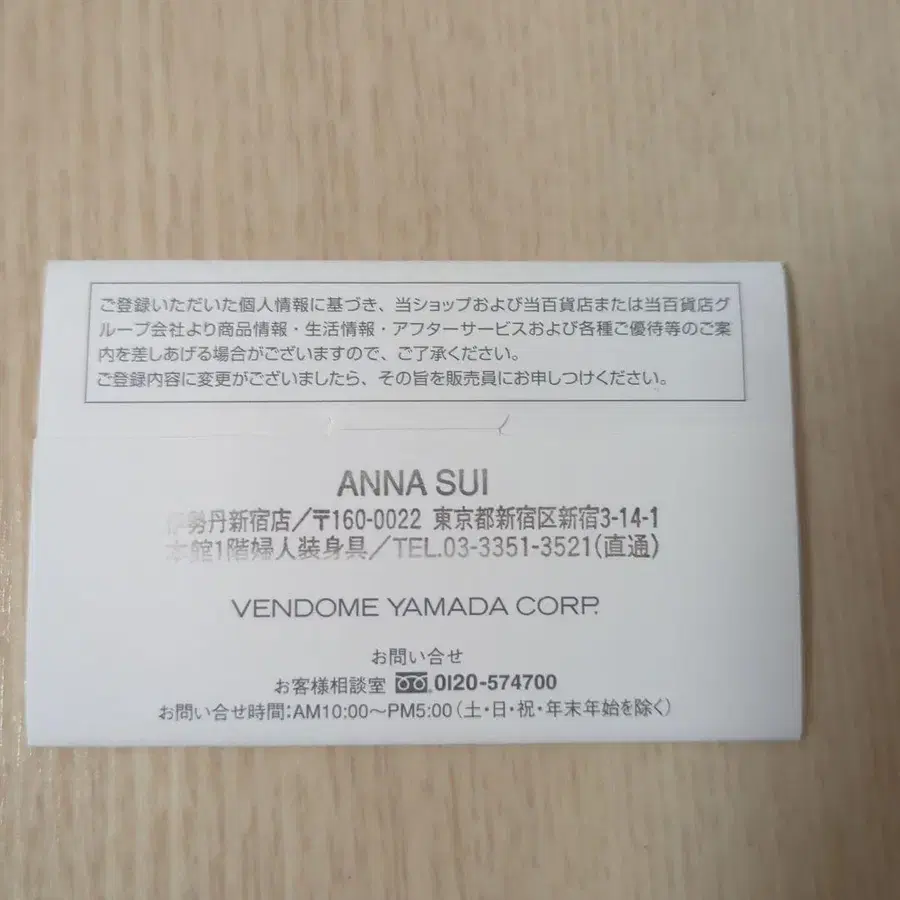 ご登録いただいた個人情報に基づき、当ショップおよび当百貨店または当百貨店グ
ループ会社より商品情報・生活情報・アフターサービスおよび各種ご優待等のご案
内を差しあげる場合がございますので、ご了承ください。
ご登録内容に変更がございましたら、その旨を販売員にお申しつけください。
ANNA SUI
伊勢丹新宿店／〒160-0022 東京都新宿区新宿3-14-1
本館1階婦人装身具／TEL.03-3351-3521(直通)
VENDOME YAMADA CORP.
お問い合せ
お客様相談室 0120-574700
お問い合せ時間：AM10:00〜PM5:00（土・日・祝・年末年始を除く）